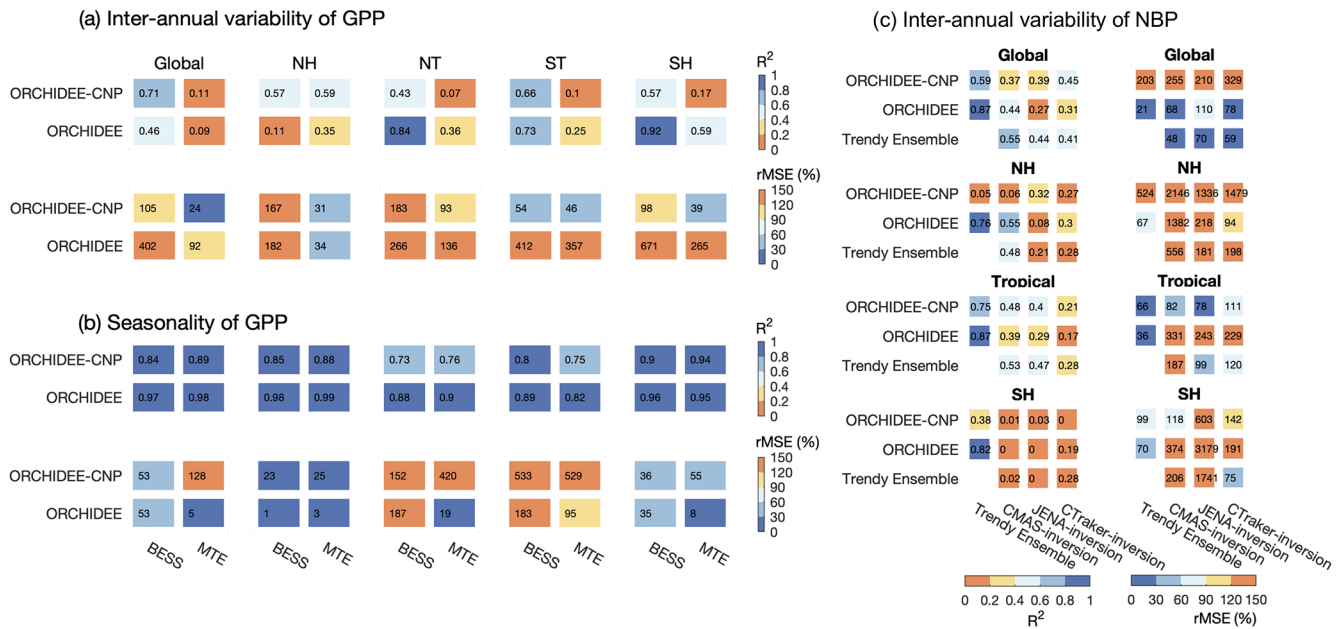 (a) Inter-annual variability of GPP
Global NH NT ST SH
R2
ORCHIDEE-CNP 0.71 0.11 0.57 0.59 0.43 0.07 0.66 0.1 0.57 0.17
ORCHIDEE 0.46 0.09 0.11 0.35 0.84 0.36 0.73 0.25 0.92 0.59
1
0.8
0.6
0.4
0.2
0
rMSE (%)
ORCHIDEE-CNP 105 24 167 31 183 93 54 46 98 39
ORCHIDEE 402 92 182 34 266 136 412 357 671 265
150
120
90
60
30
0
(b) Seasonality of GPP
R2
ORCHIDEE-CNP 0.84 0.89 0.85 0.88 0.73 0.76 0.8 0.75 0.9 0.94
ORCHIDEE 0.97 0.98 0.98 0.99 0.88 0.9 0.89 0.82 0.96 0.95
1
0.8
0.6
0.4
0.2
0
rMSE (%)
ORCHIDEE-CNP 53 128 23 25 152 420 533 529 36 55
ORCHIDEE 53 5 1 3 187 19 183 95 35 8
150
120
90
60
30
0
BESS MTE BESS MTE BESS MTE BESS MTE BESS MTE
(c) Inter-annual variability of NBP
Global Global
ORCHIDEE-CNP 0.59 0.37 0.39 0.45 203 255 210 329
ORCHIDEE 0.87 0.44 0.27 0.31 21 68 110 78
Trendy Ensemble 0.55 0.44 0.41 48 70 59
NH NH
ORCHIDEE-CNP 0.05 0.06 0.32 0.27 524 2146 1336 1479
ORCHIDEE 0.76 0.55 0.08 0.3 67 1382 218 94
Trendy Ensemble 0.48 0.21 0.28 556 181 198
Tropical Tropical
ORCHIDEE-CNP 0.75 0.48 0.4 0.21 66 82 78 111
ORCHIDEE 0.87 0.39 0.29 0.17 36 331 243 229
Trendy Ensemble 0.53 0.47 0.28 187 99 120
SH SH
ORCHIDEE-CNP 0.38 0.01 0.03 0 99 118 603 142
ORCHIDEE 0.82 0 0 0.19 70 374 3179 191
Trendy Ensemble 0.02 0 0.28 206 1741 75
Trendy Ensemble CMAS-inversion JENA-inversion CTraker-inversion
Trendy Ensemble CMAS-inversion JENA-inversion CTraker-inversion
0 0.2 0.4 0.6 0.8 1
R2
0 30 60 90 120 150
rMSE (%)